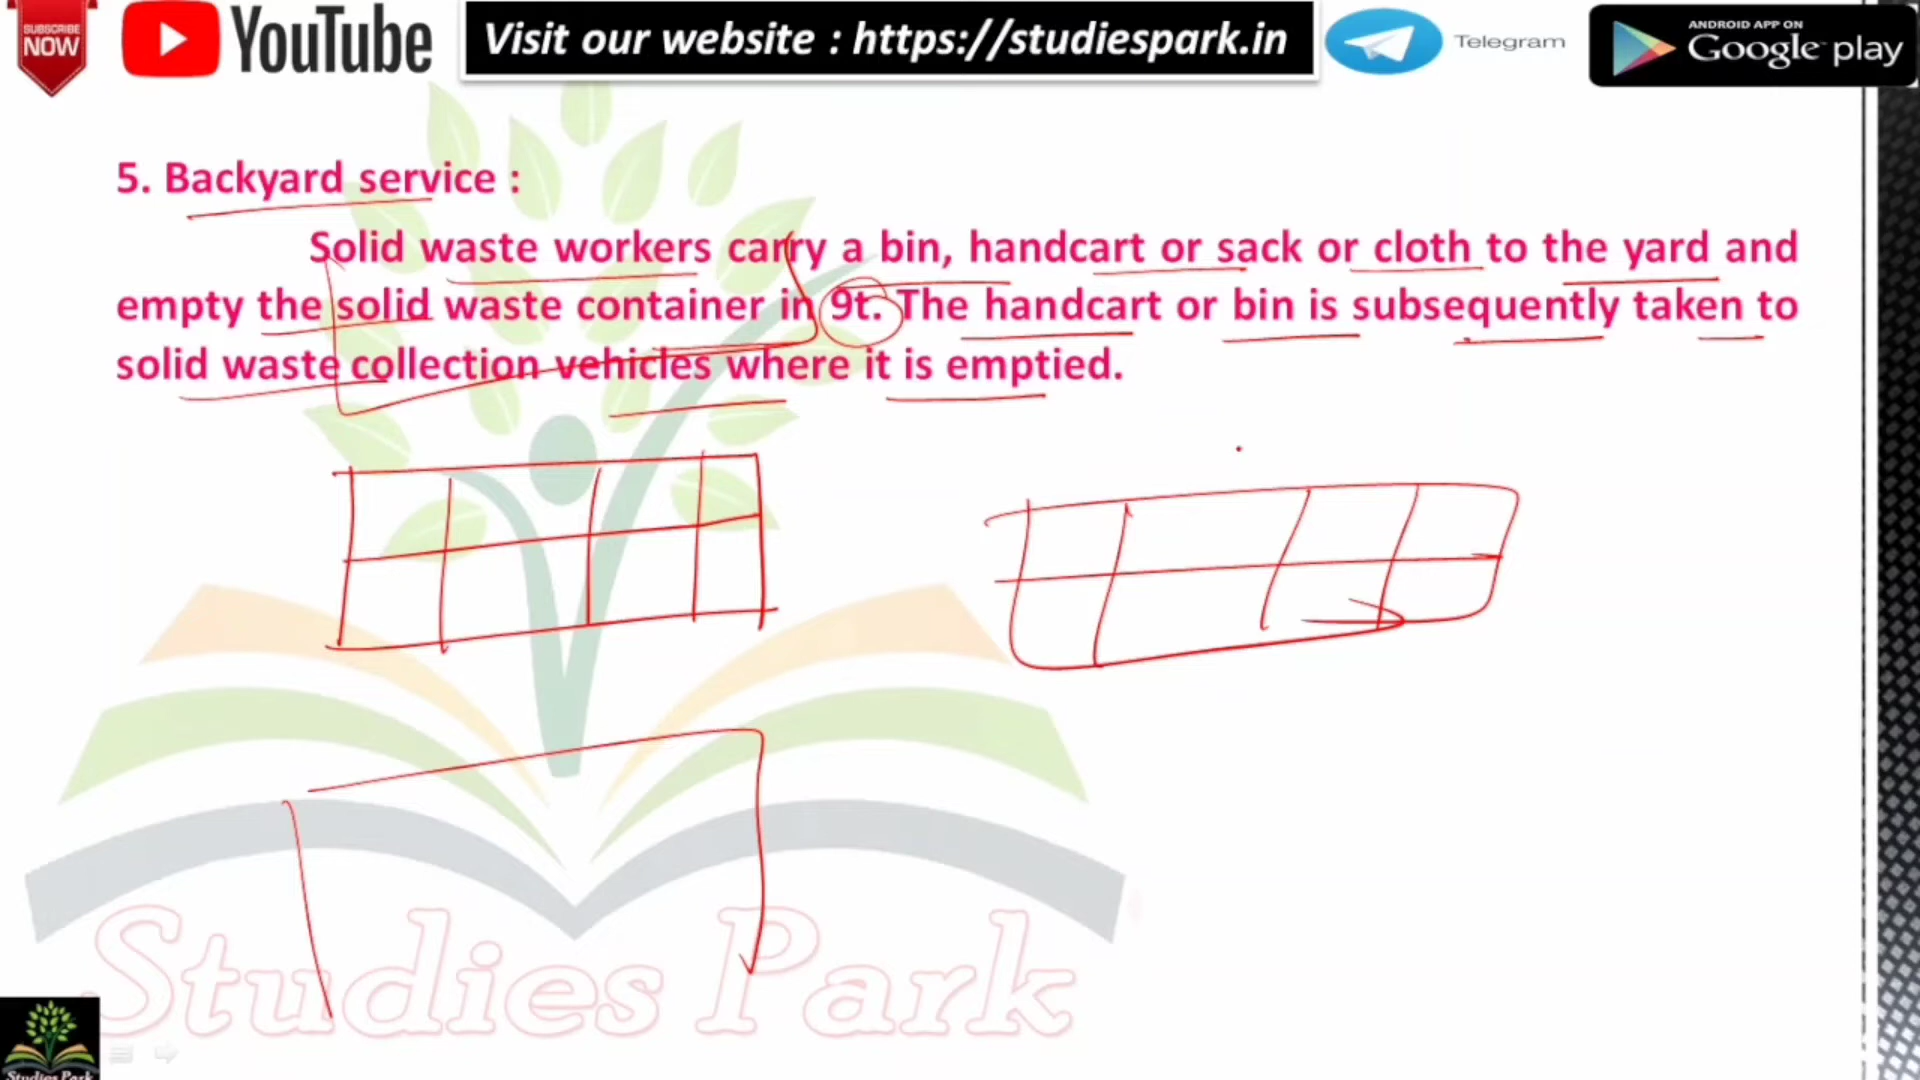 SUBSCRIBE
NOW
YouTube
Visit our website : https://studiespark.in
Telegram
ANDROID APP ON
Google play
5. Backyard service :
Solid waste workers carry a bin, handcart or sack or cloth to the yard and
empty the solid waste container in 9t. The handcart or bin is subsequently taken to
solid waste collection vehicles where it is emptied.
Studies Park
Studies Park